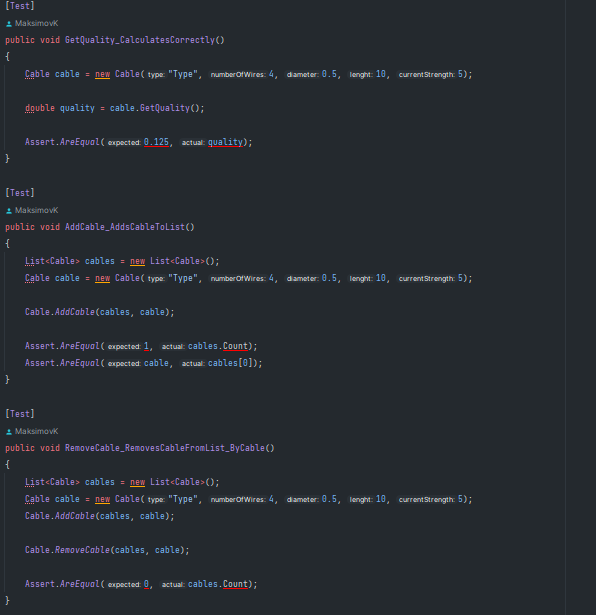 [Test]
MaksimovK
public void GetQuality_CalculatesCorrectly()
{
Cable cable = new Cable( type: "Type", numberOfWires: 4, diameter: 0.5, lenght: 10, currentStrength: 5);
double quality = cable.GetQuality();
Assert.AreEqual( expected: 0.125, actual: quality);
}
[Test]
MaksimovK
public void AddCable_AddsCableToList()
{
List<Cable> cables = new List<Cable>();
Cable cable = new Cable( type: "Type", numberOfWires: 4, diameter: 0.5, lenght: 10, currentStrength: 5);
Cable.AddCable(cables, cable);
Assert.AreEqual( expected: 1, actual: cables.Count);
Assert.AreEqual( expected: cable, actual: cables[0]);
}
[Test]
MaksimovK
public void RemoveCable_RemovesCableFromList_ByCable()
{
List<Cable> cables = new List<Cable>();
Cable cable = new Cable( type: "Type", numberOfWires: 4, diameter: 0.5, lenght: 10, currentStrength: 5);
Cable.AddCable(cables, cable);
Cable.RemoveCable(cables, cable);
Assert.AreEqual( expected: 0, actual: cables.Count);
}